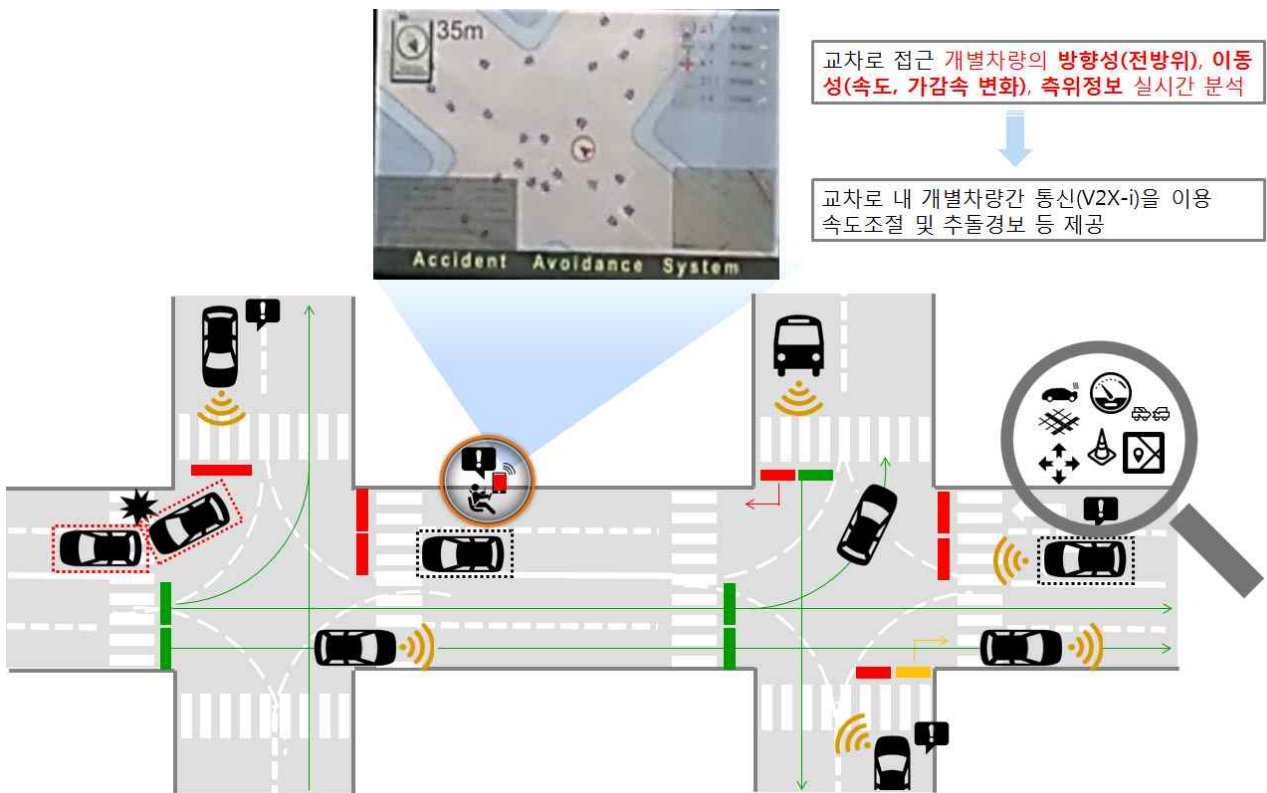 35m
Accident Avoidance System
교차로 접근 개별차량의 방향성(전방위), 이동
성(속도, 가감속 변화), 측위정보 실시간 분석
교차로 내 개별차량간 통신(V2X-i)을 이용
속도조절 및 추돌경보 등 제공